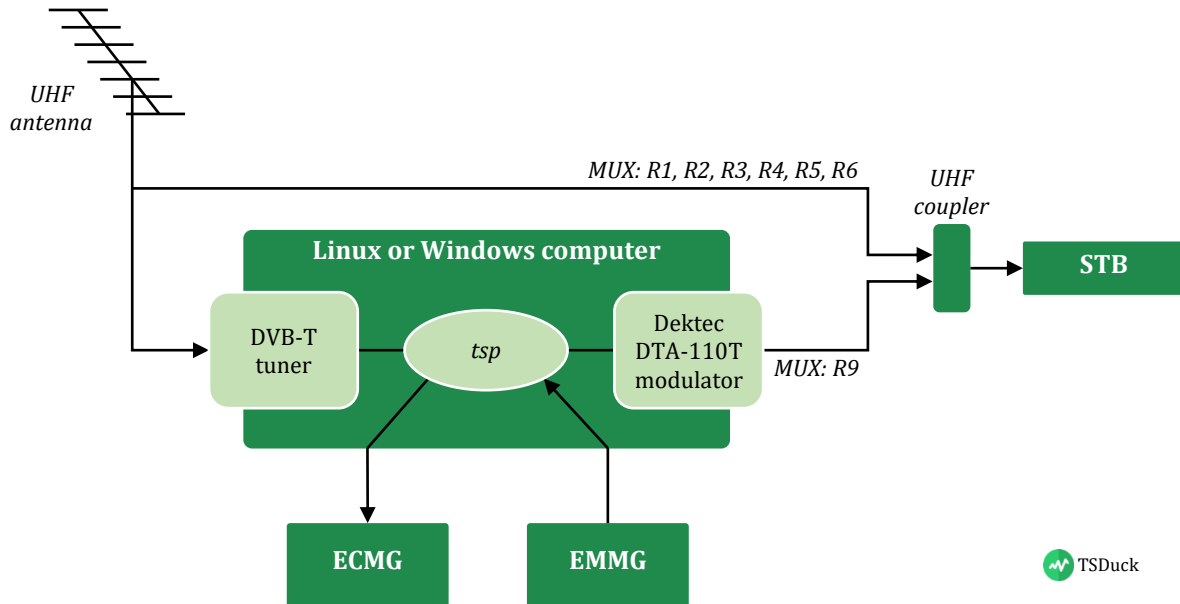 UHF
antenna
MUX: R1, R2, R3, R4, R5, R6
UHF
coupler
Linux or Windows computer
STB
DVB-T
tuner
tsp
Dektec
DTA-110T
modulator
MUX: R9
ECMG
EMMG
TSDuck